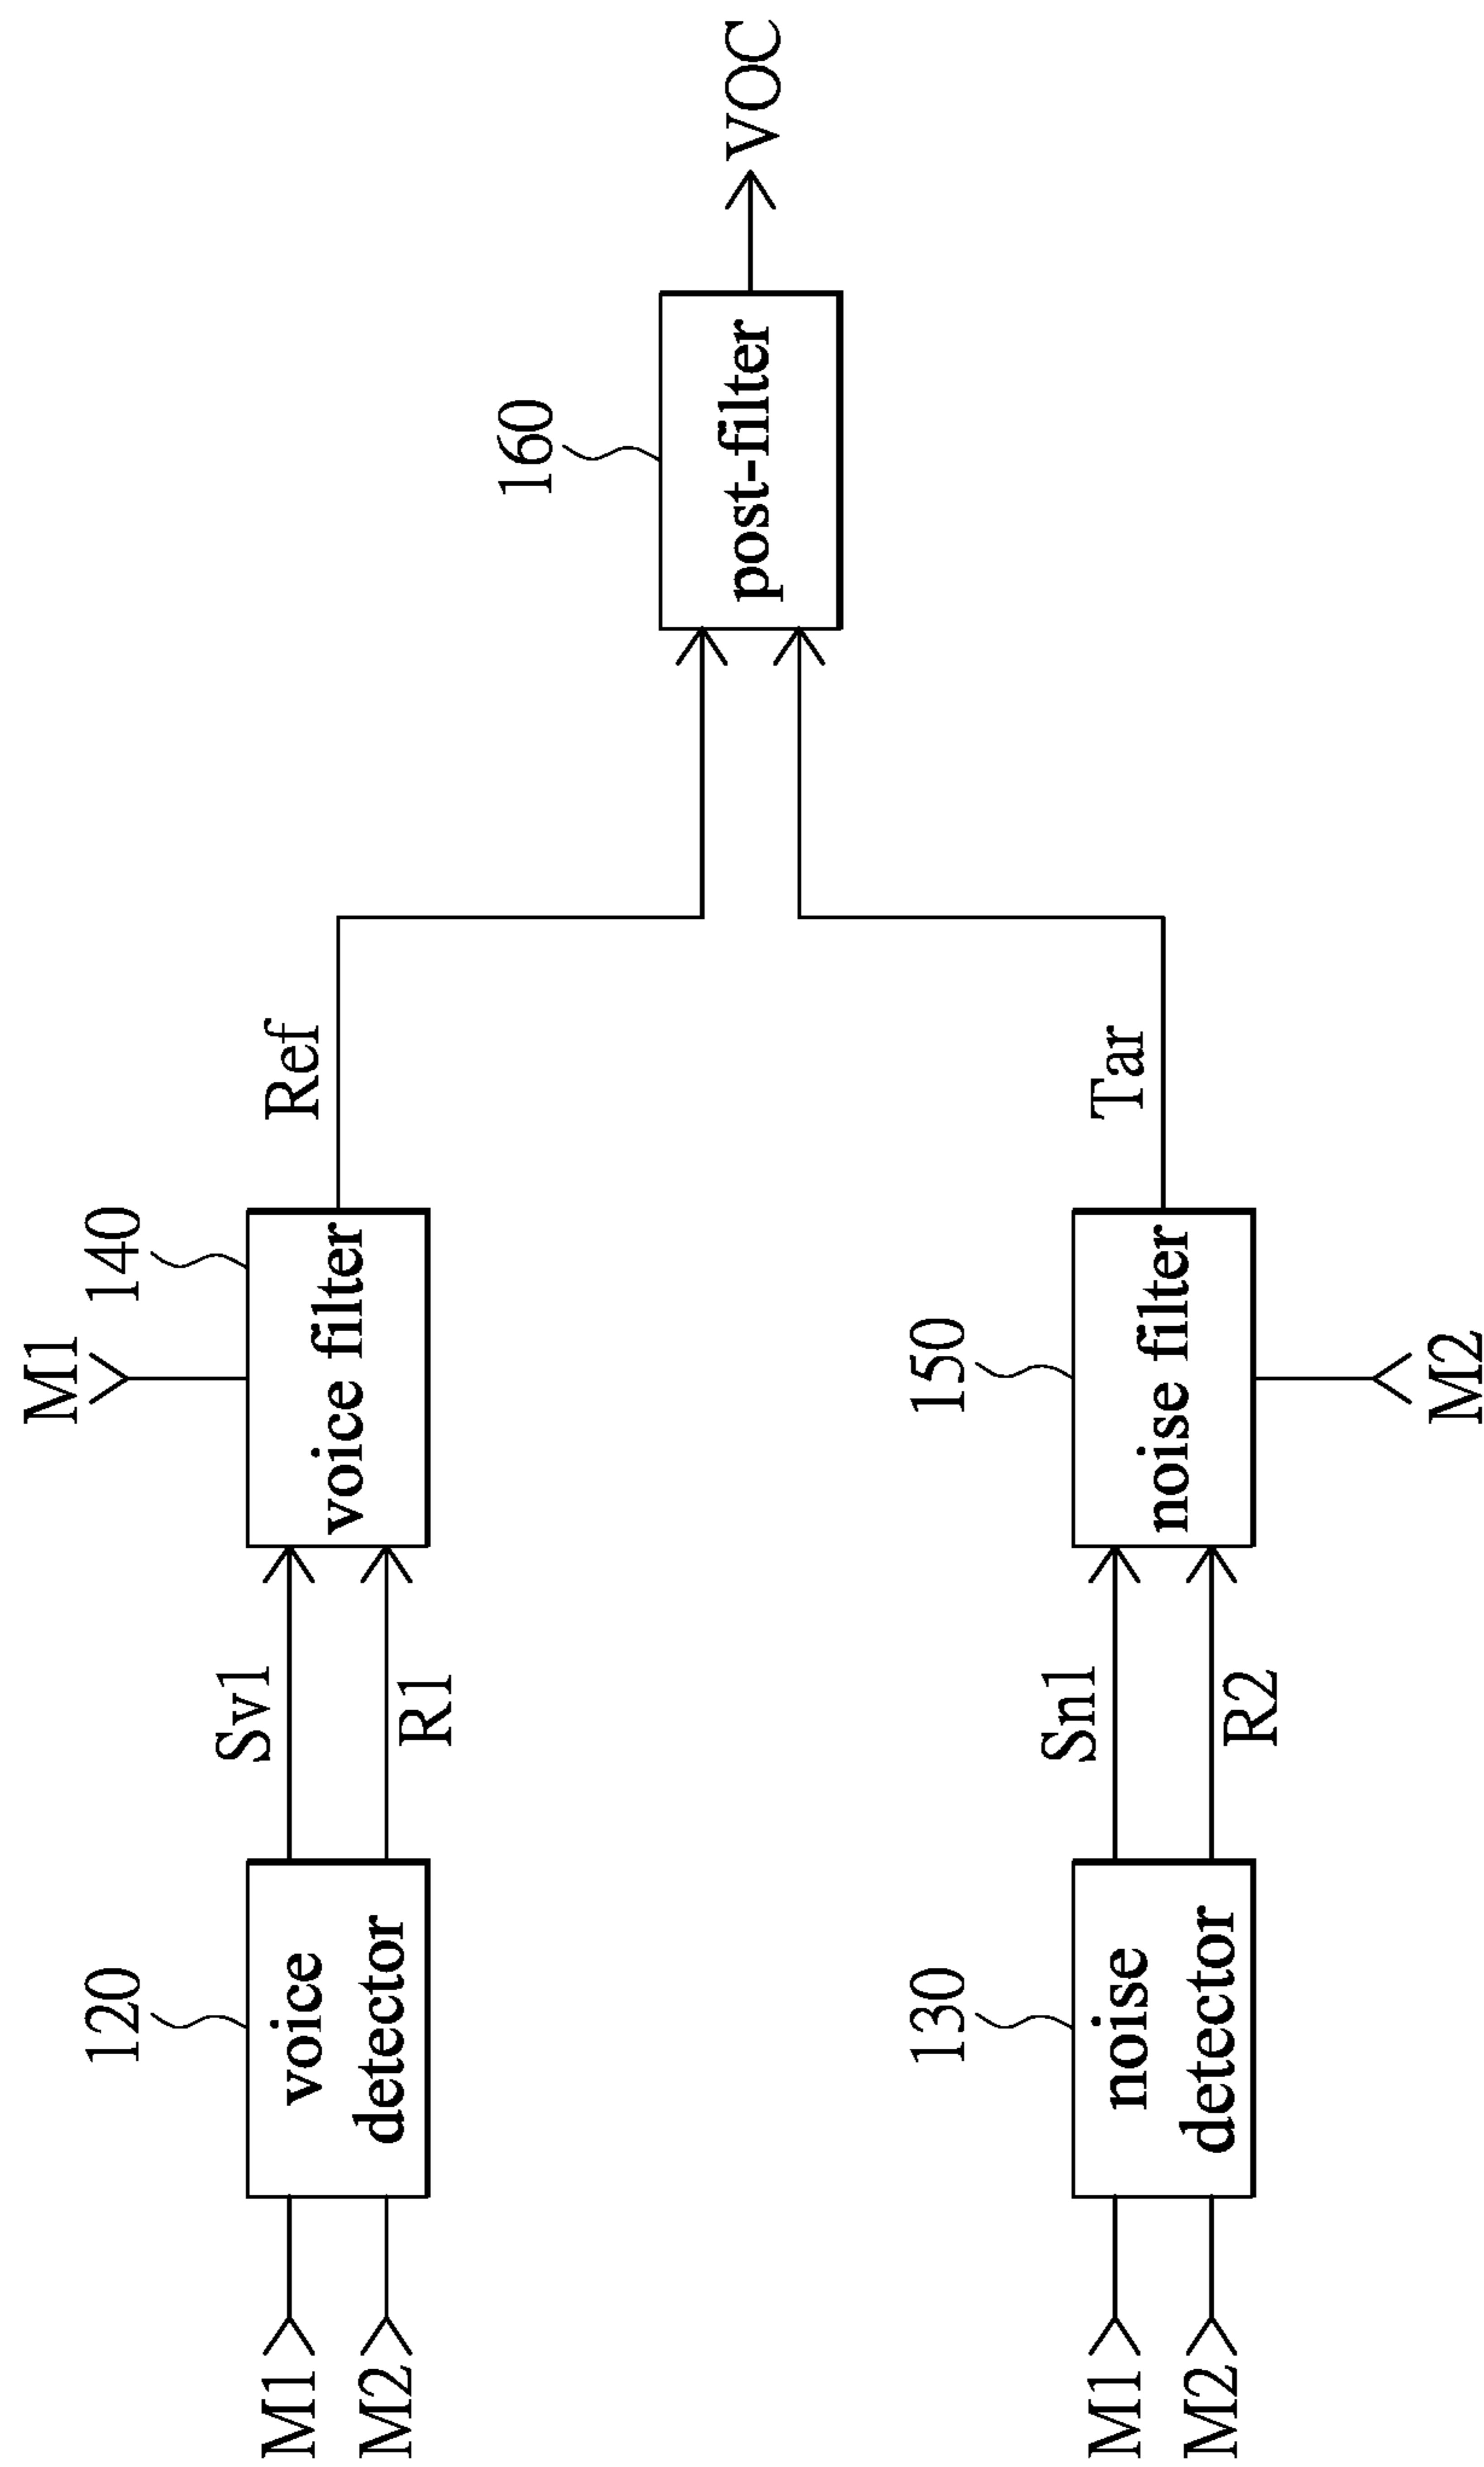 M1
M2
120
voice
detector
Sv1
R1
M1
140
voice filter
Ref
M1
M2
130
noise
detector
Sn1
R2
150
noise filter
M2
Tar
160
post-filter
VOC